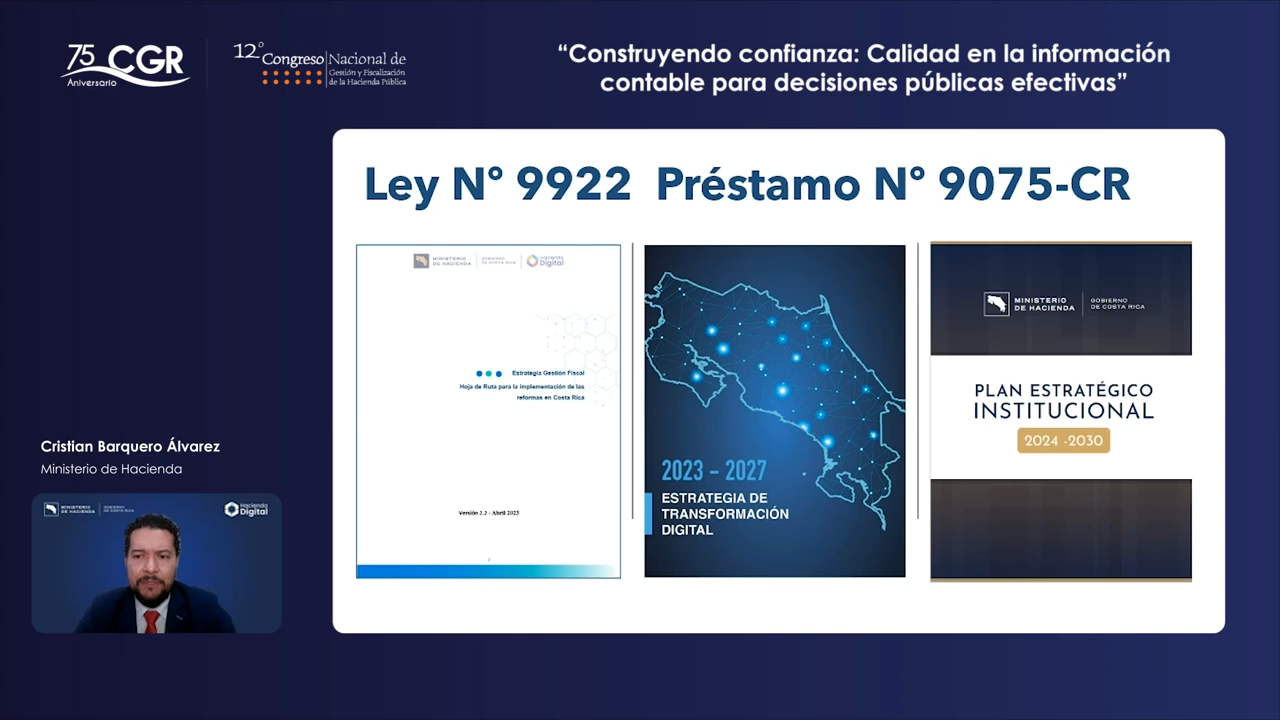 75 CGR
Aniversario
12° Congreso Nacional de
Gestión y Fiscalización
de la Hacienda Pública
“Construyendo confianza: Calidad en la información
contable para decisiones públicas efectivas”
Ley N° 9922 Préstamo N° 9075-CR
MINISTERIO
DE HACIENDA
GOBIERNO
DE COSTA RICA
Hacienda
Digital
Estrategia Gestión Fiscal
Hoja de Ruta para la implementación de las
reformas en Costa Rica
Versión 2.2 - Abril 2023
2023 – 2027
ESTRATEGIA DE
TRANSFORMACIÓN
DIGITAL
MINISTERIO
DE HACIENDA
GOBIERNO
DE COSTA RICA
PLAN ESTRATÉGICO
INSTITUCIONAL
2024 -2030
Cristian Barquero Álvarez
Ministerio de Hacienda
MINISTERIO
DE HACIENDA
GOBIERNO
DE COSTA RICA
Hacienda
Digital